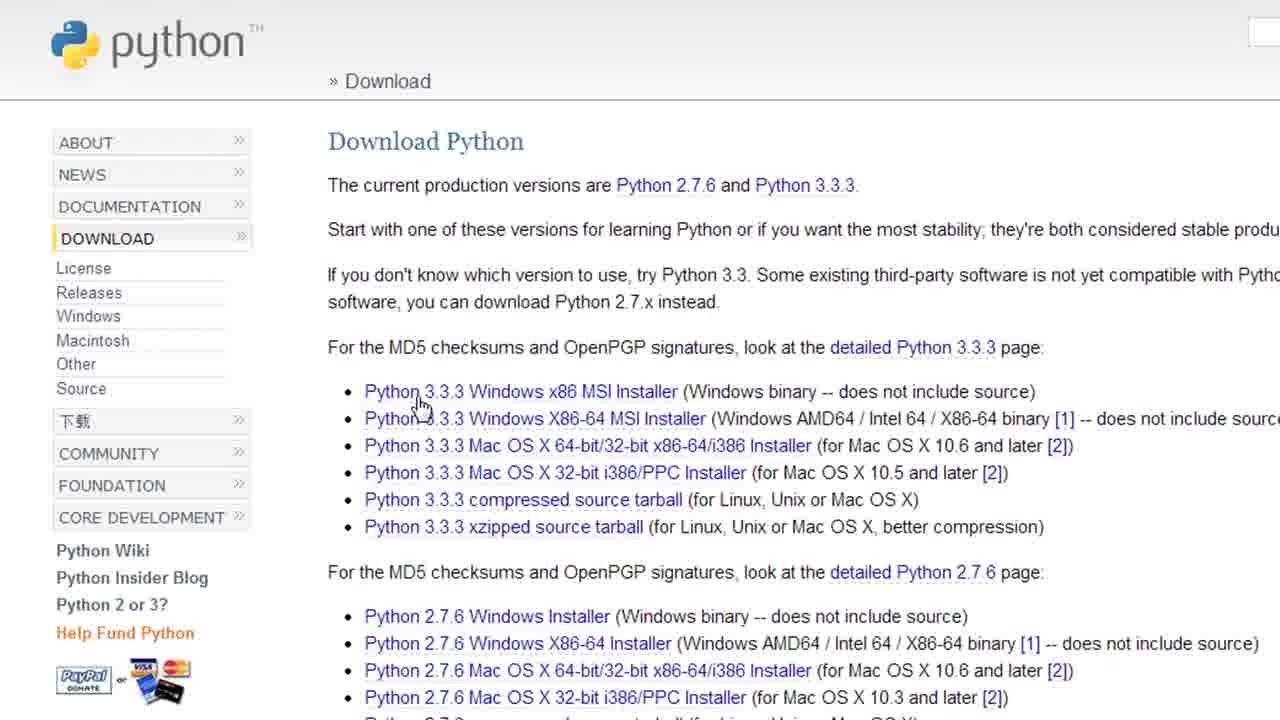 python™
» Download
ABOUT »
NEWS »
DOCUMENTATION »
DOWNLOAD »
License
Releases
Windows
Macintosh
Other
Source
下载 »
COMMUNITY »
FOUNDATION »
CORE DEVELOPMENT »
Python Wiki
Python Insider Blog
Python 2 or 3?
Help Fund Python
PayPal
DONATE
or
VISA
MasterCard
Download Python
The current production versions are Python 2.7.6 and Python 3.3.3.
Start with one of these versions for learning Python or if you want the most stability; they're both considered stable produ
If you don't know which version to use, try Python 3.3. Some existing third-party software is not yet compatible with Pytho
software, you can download Python 2.7.x instead.
For the MD5 checksums and OpenPGP signatures, look at the detailed Python 3.3.3 page:
• Python 3.3.3 Windows x86 MSI Installer (Windows binary -- does not include source)
• Python 3.3.3 Windows X86-64 MSI Installer (Windows AMD64 / Intel 64 / X86-64 binary [1] -- does not include source
• Python 3.3.3 Mac OS X 64-bit/32-bit x86-64/i386 Installer (for Mac OS X 10.6 and later [2])
• Python 3.3.3 Mac OS X 32-bit i386/PPC Installer (for Mac OS X 10.5 and later [2])
• Python 3.3.3 compressed source tarball (for Linux, Unix or Mac OS X)
• Python 3.3.3 xzipped source tarball (for Linux, Unix or Mac OS X, better compression)
For the MD5 checksums and OpenPGP signatures, look at the detailed Python 2.7.6 page:
• Python 2.7.6 Windows Installer (Windows binary -- does not include source)
• Python 2.7.6 Windows X86-64 Installer (Windows AMD64 / Intel 64 / X86-64 binary [1] -- does not include source)
• Python 2.7.6 Mac OS X 64-bit/32-bit x86-64/i386 Installer (for Mac OS X 10.6 and later [2])
• Python 2.7.6 Mac OS X 32-bit i386/PPC Installer (for Mac OS X 10.3 and later [2])